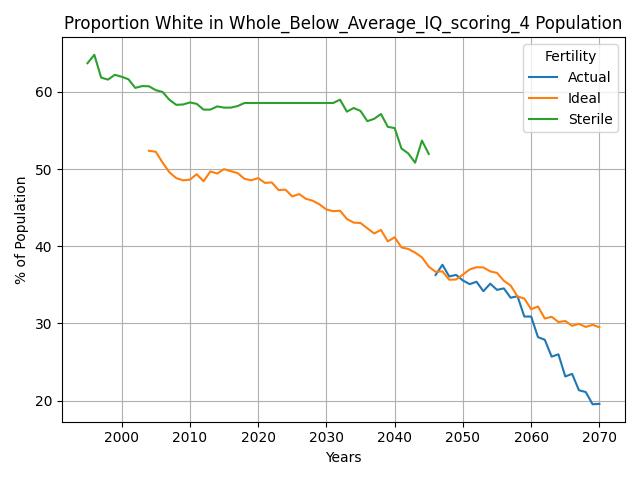 Proportion White in Whole_Below_Average_IQ_scoring_4 Population
Fertility
Actual
Ideal
Sterile
% of Population
60
50
40
30
20
2000 2010 2020 2030 2040 2050 2060 2070
Years